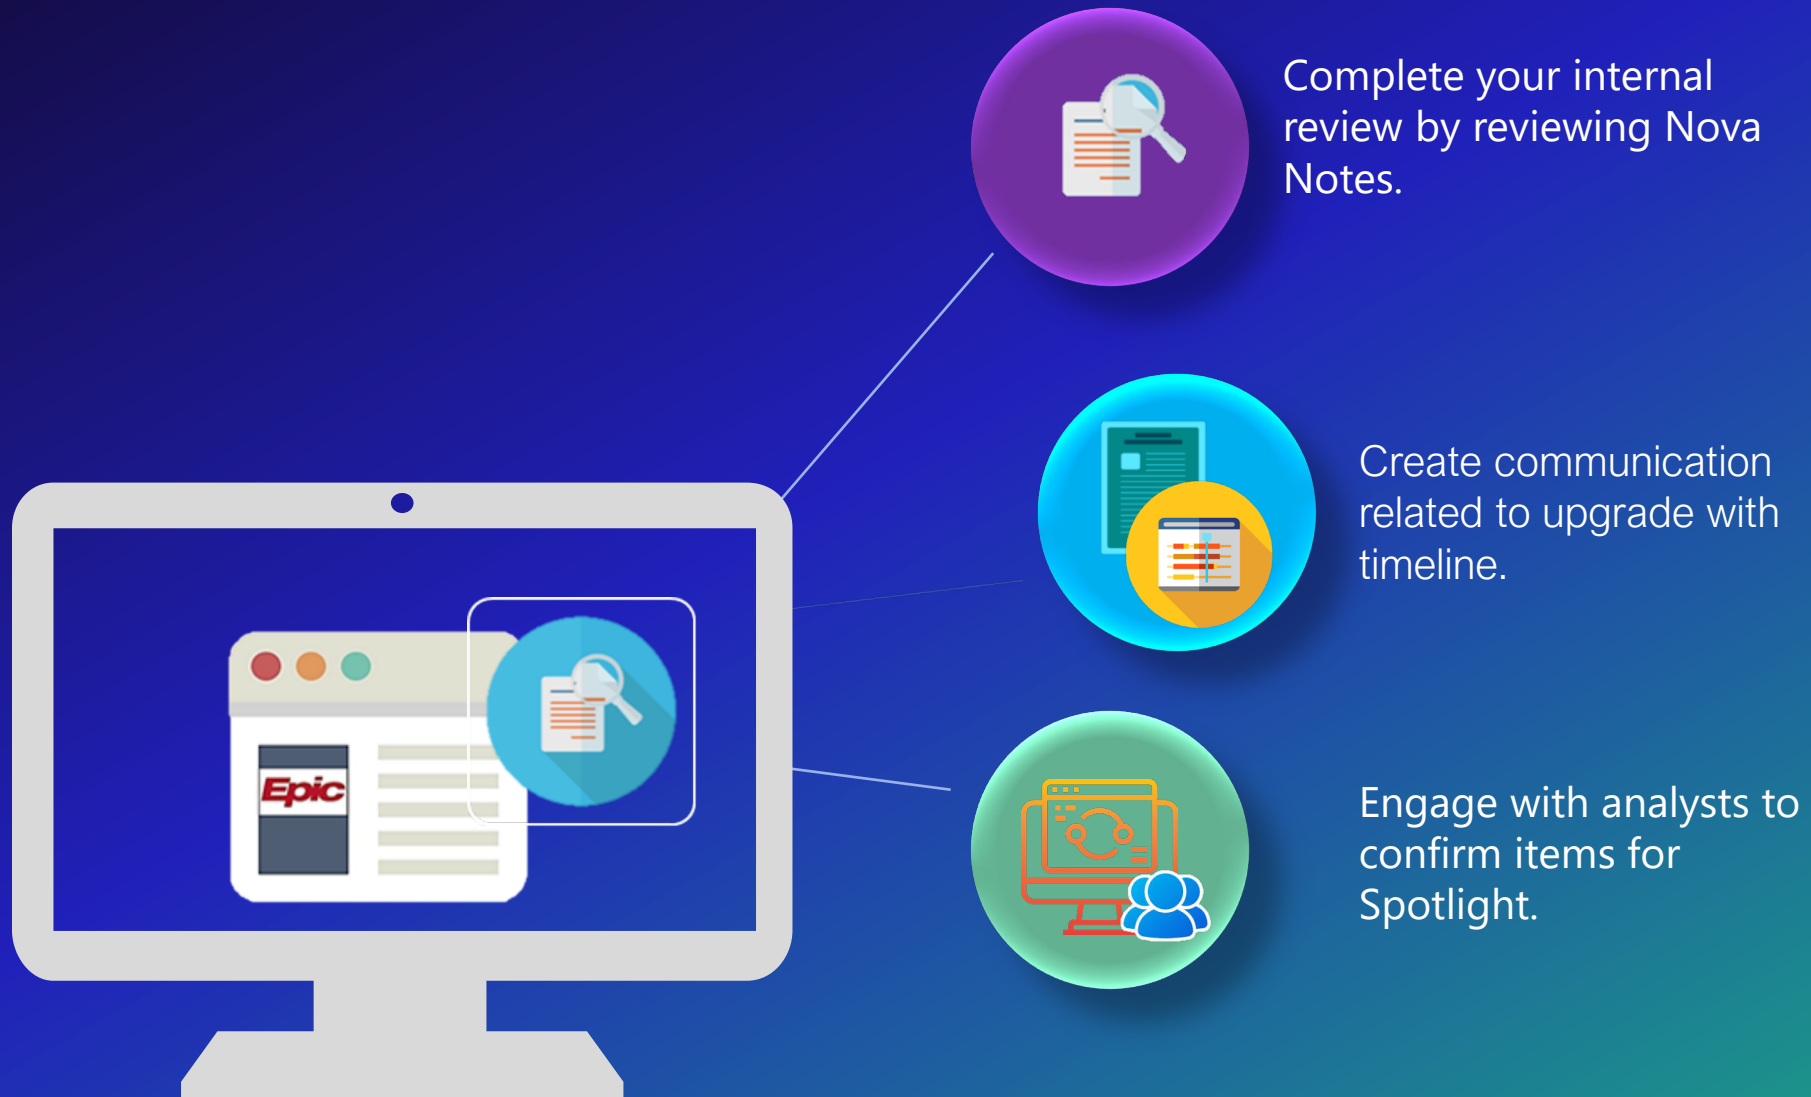 Complete your internal
review by reviewing Nova
Notes.
Create communication
related to upgrade with
timeline.
Epic
Engage with analysts to
confirm items for
Spotlight.